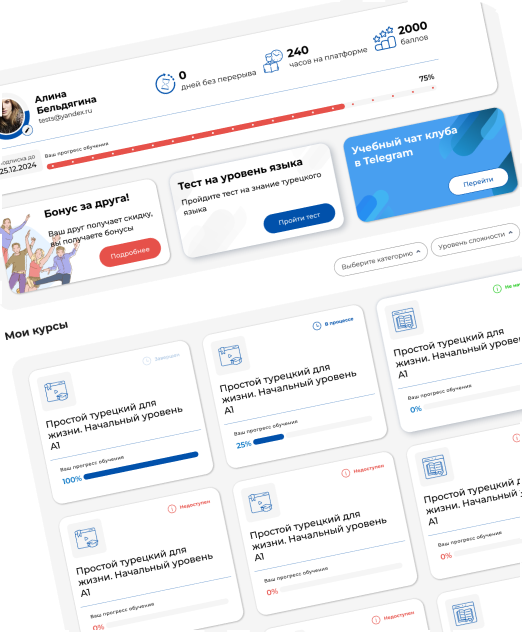 Алина
Бельдягина
tests@yandex.ru
0
дней без перерыва
240
часов на платформе
2000
баллов
одписка до
25.12.2024
Ваш прогресс обучения
75%
Бонус за друга!
Ваш друг получает скидку,
вы получаете бонусы
Подробнее
Тест на уровень языка
Пройдите тест на знание турецкого
языка
Пройти тест
Учебный чат клуба
в Telegram
Перейти
Выберите категорию
Уровень сложности
Мои курсы
Завершен
Простой турецкий для
жизни. Начальный уровень
A1
Ваш прогресс обучения
100%
В процессе
Простой турецкий для
жизни. Начальный уровень
A1
Ваш прогресс обучения
25%
Не на
Простой турецкий для
жизни. Начальный уровен
A1
Ваш прогресс обучения
0%
Недоступен
Простой турецкий для
жизни. Начальный уровень
A1
Ваш прогресс обучения
0%
Недоступен
Простой турецкий для
жизни. Начальный уровень
A1
Ваш прогресс обучения
0%
Простой турецкий д
жизни. Начальный у
A1
Ваш прогресс обучения
0%
Недоступен